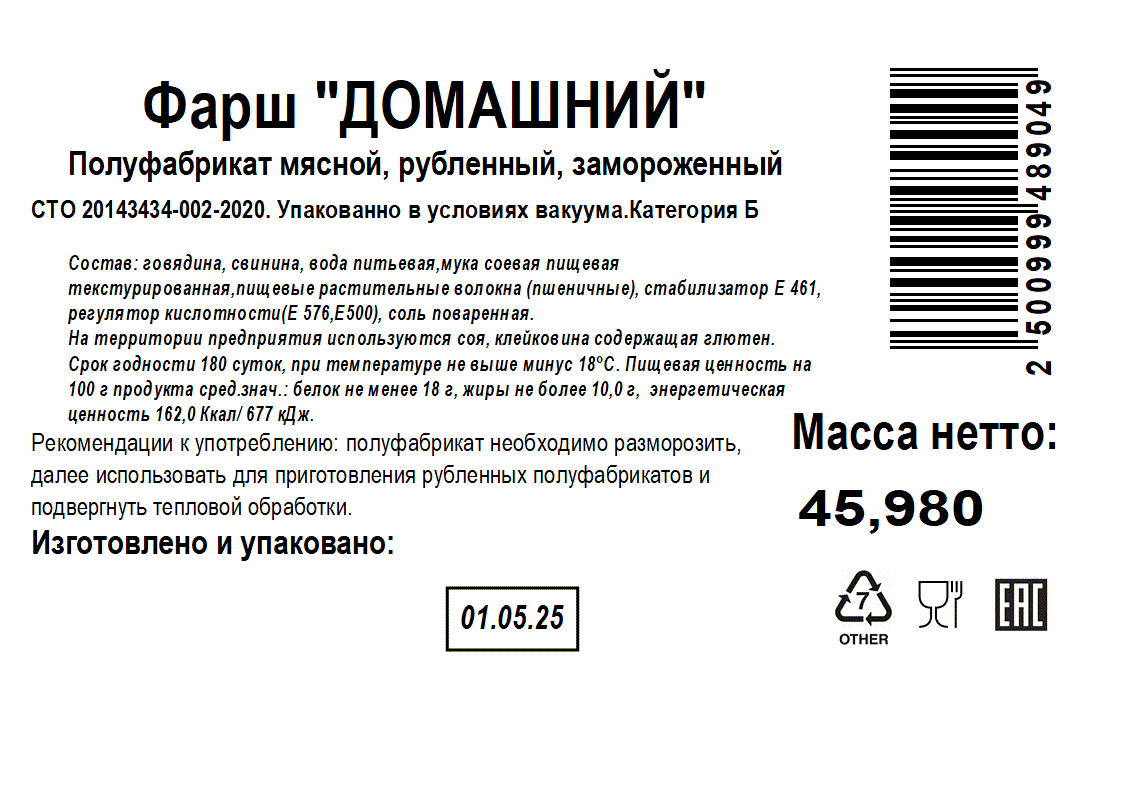 Фарш "ДОМАШНИЙ"
Полуфабрикат мясной, рубленный, замороженный
СТО 20143434-002-2020. Упакованно в условиях вакуума.Категория Б
Состав: говядина, свинина, вода питьевая,мука соевая пищевая
текстурированная,пищевые растительные волокна (пшеничные), стабилизатор Е 461,
регулятор кислотности(Е 576,Е500), соль поваренная.
На территории предприятия используются соя, клейковина содержащая глютен.
Срок годности 180 суток, при температуре не выше минус 18°С. Пищевая ценность на
100 г продукта сред.знач.: белок не менее 18 г, жиры не более 10,0 г, энергетическая
ценность 162,0 Ккал/ 677 кДж.
Рекомендации к употреблению: полуфабрикат необходимо разморозить,
далее использовать для приготовления рубленных полуфабрикатов и
подвергнуть тепловой обработки.
Изготовлено и упаковано:
01.05.25
2 500999 489049
Масса нетто:
45,980
7
OTHER
EAC